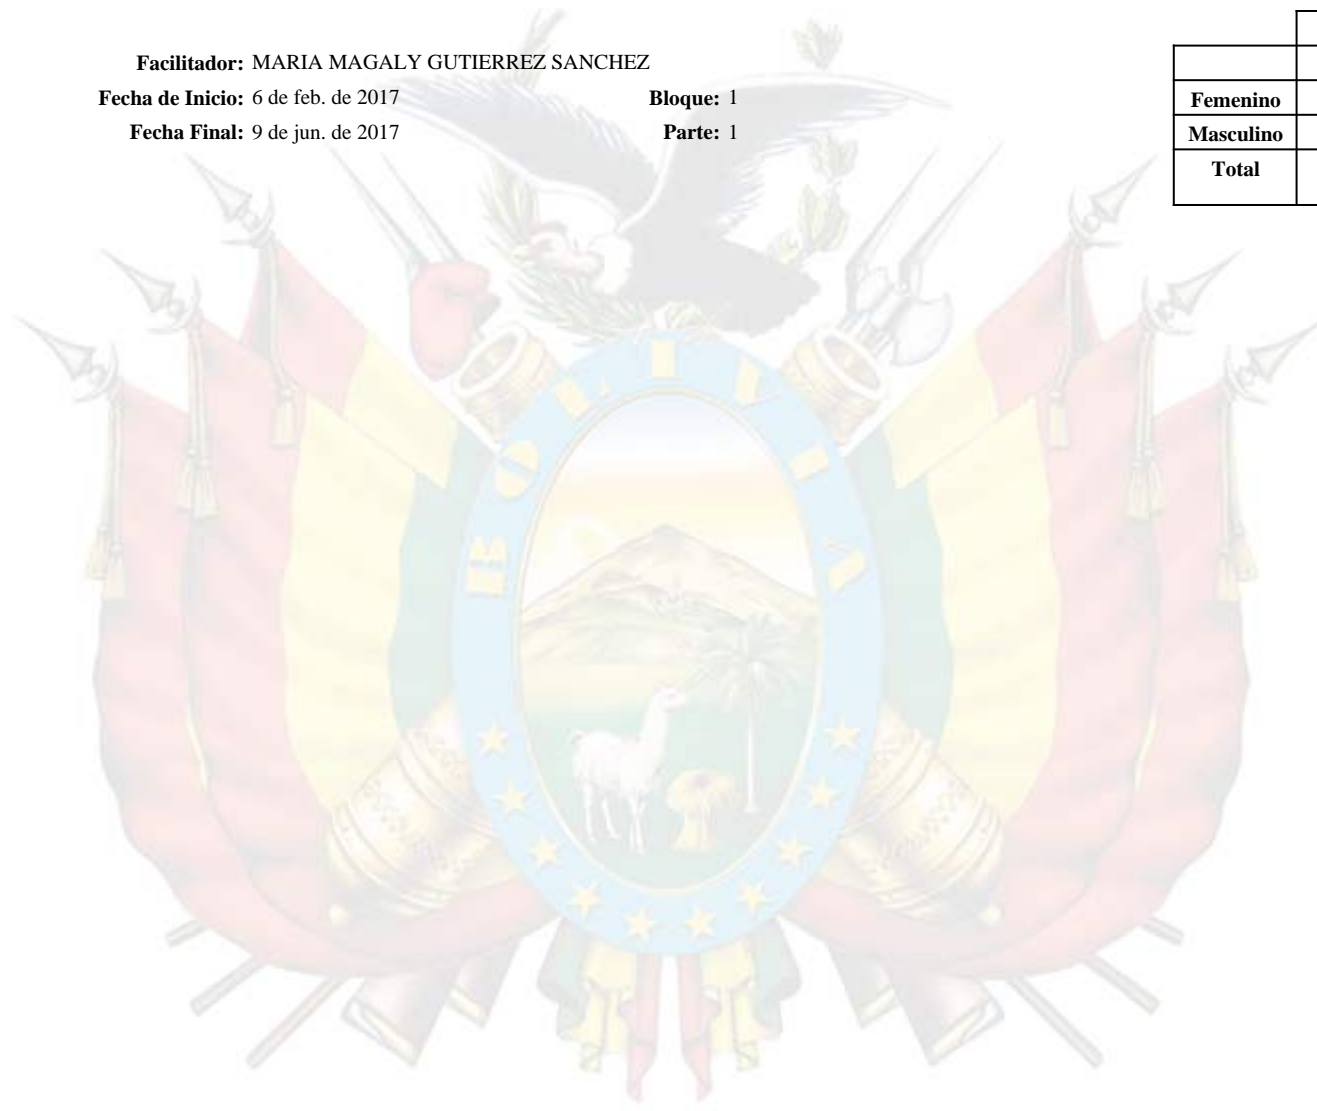 Facilitador: MARIA MAGALY GUTIERREZ SANCHEZ
Fecha de Inicio: 6 de feb. de 2017 Bloque: 1
Fecha Final: 9 de jun. de 2017 Parte: 1
Femenino
Masculino
Total
BOLIVIA